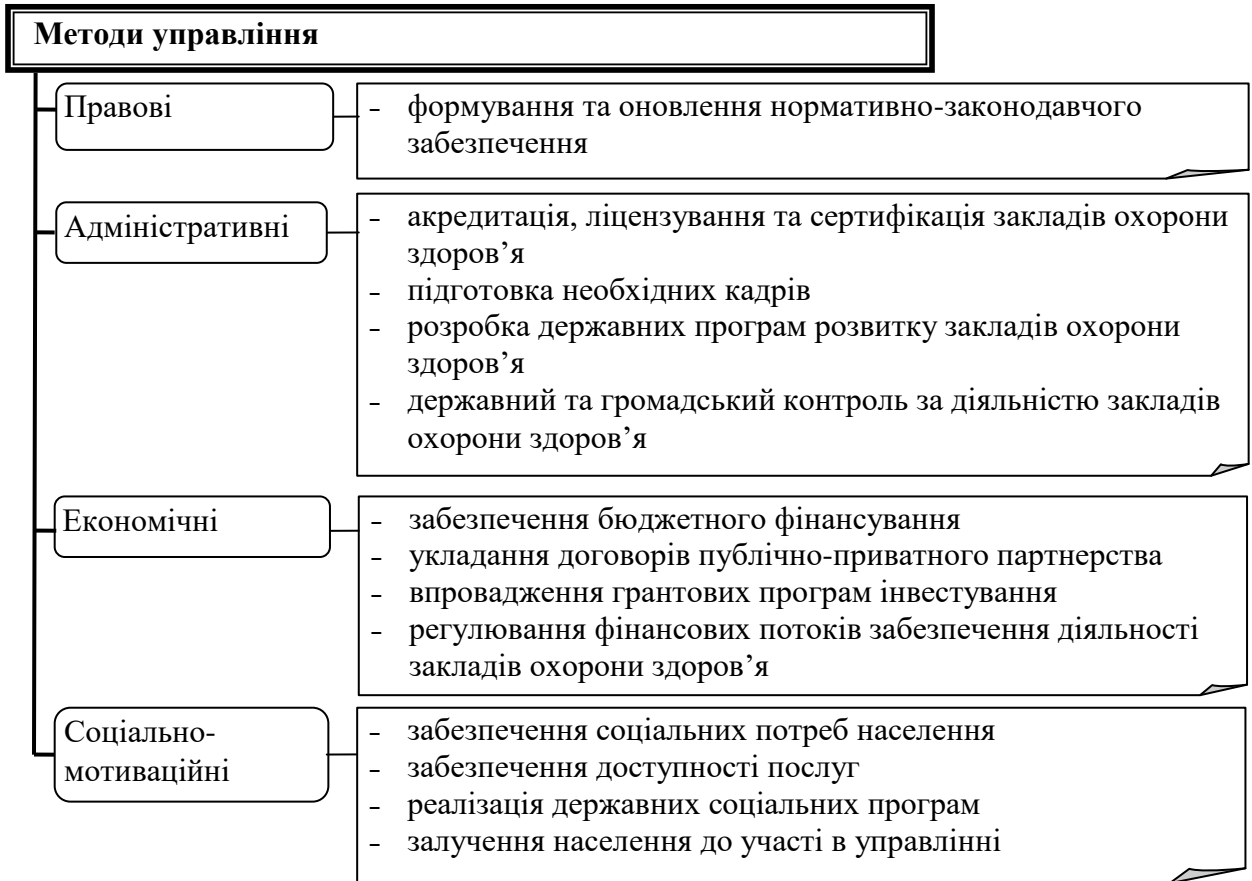 Методи управління
Правові
- формування та оновлення нормативно-законодавчого
забезпечення
Адміністративні
- акредитація, ліцензування та сертифікація закладів охорони
здоров’я
- підготовка необхідних кадрів
- розробка державних програм розвитку закладів охорони
здоров’я
- державний та громадський контроль за діяльністю закладів
охорони здоров’я
Економічні
- забезпечення бюджетного фінансування
- укладання договорів публічно-приватного партнерства
- впровадження грантових програм інвестування
- регулювання фінансових потоків забезпечення діяльності
закладів охорони здоров’я
Соціально-
мотиваційні
- забезпечення соціальних потреб населення
- забезпечення доступності послуг
- реалізація державних соціальних програм
- залучення населення до участі в управлінні